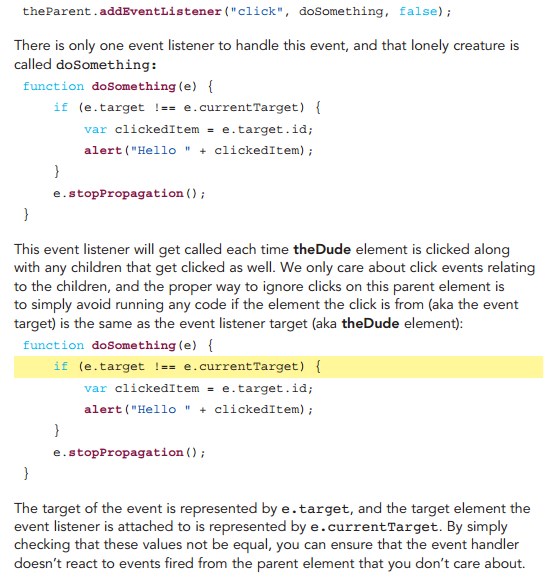 theParent.addEventListener("click", doSomething, false);
There is only one event listener to handle this event, and that lonely creature is
called doSomething:
function doSomething(e) {
if (e.target !== e.currentTarget) {
var clickedItem = e.target.id;
alert("Hello " + clickedItem);
}
e.stopPropagation();
}
This event listener will get called each time theDude element is clicked along
with any children that get clicked as well. We only care about click events relating
to the children, and the proper way to ignore clicks on this parent element is
to simply avoid running any code if the element the click is from (aka the event
target) is the same as the event listener target (aka theDude element):
function doSomething(e) {
if (e.target !== e.currentTarget) {
var clickedItem = e.target.id;
alert("Hello " + clickedItem);
}
e.stopPropagation();
}
The target of the event is represented by e.target, and the target element the
event listener is attached to is represented by e.currentTarget. By simply
checking that these values not be equal, you can ensure that the event handler
doesn't react to events fired from the parent element that you don't care about.